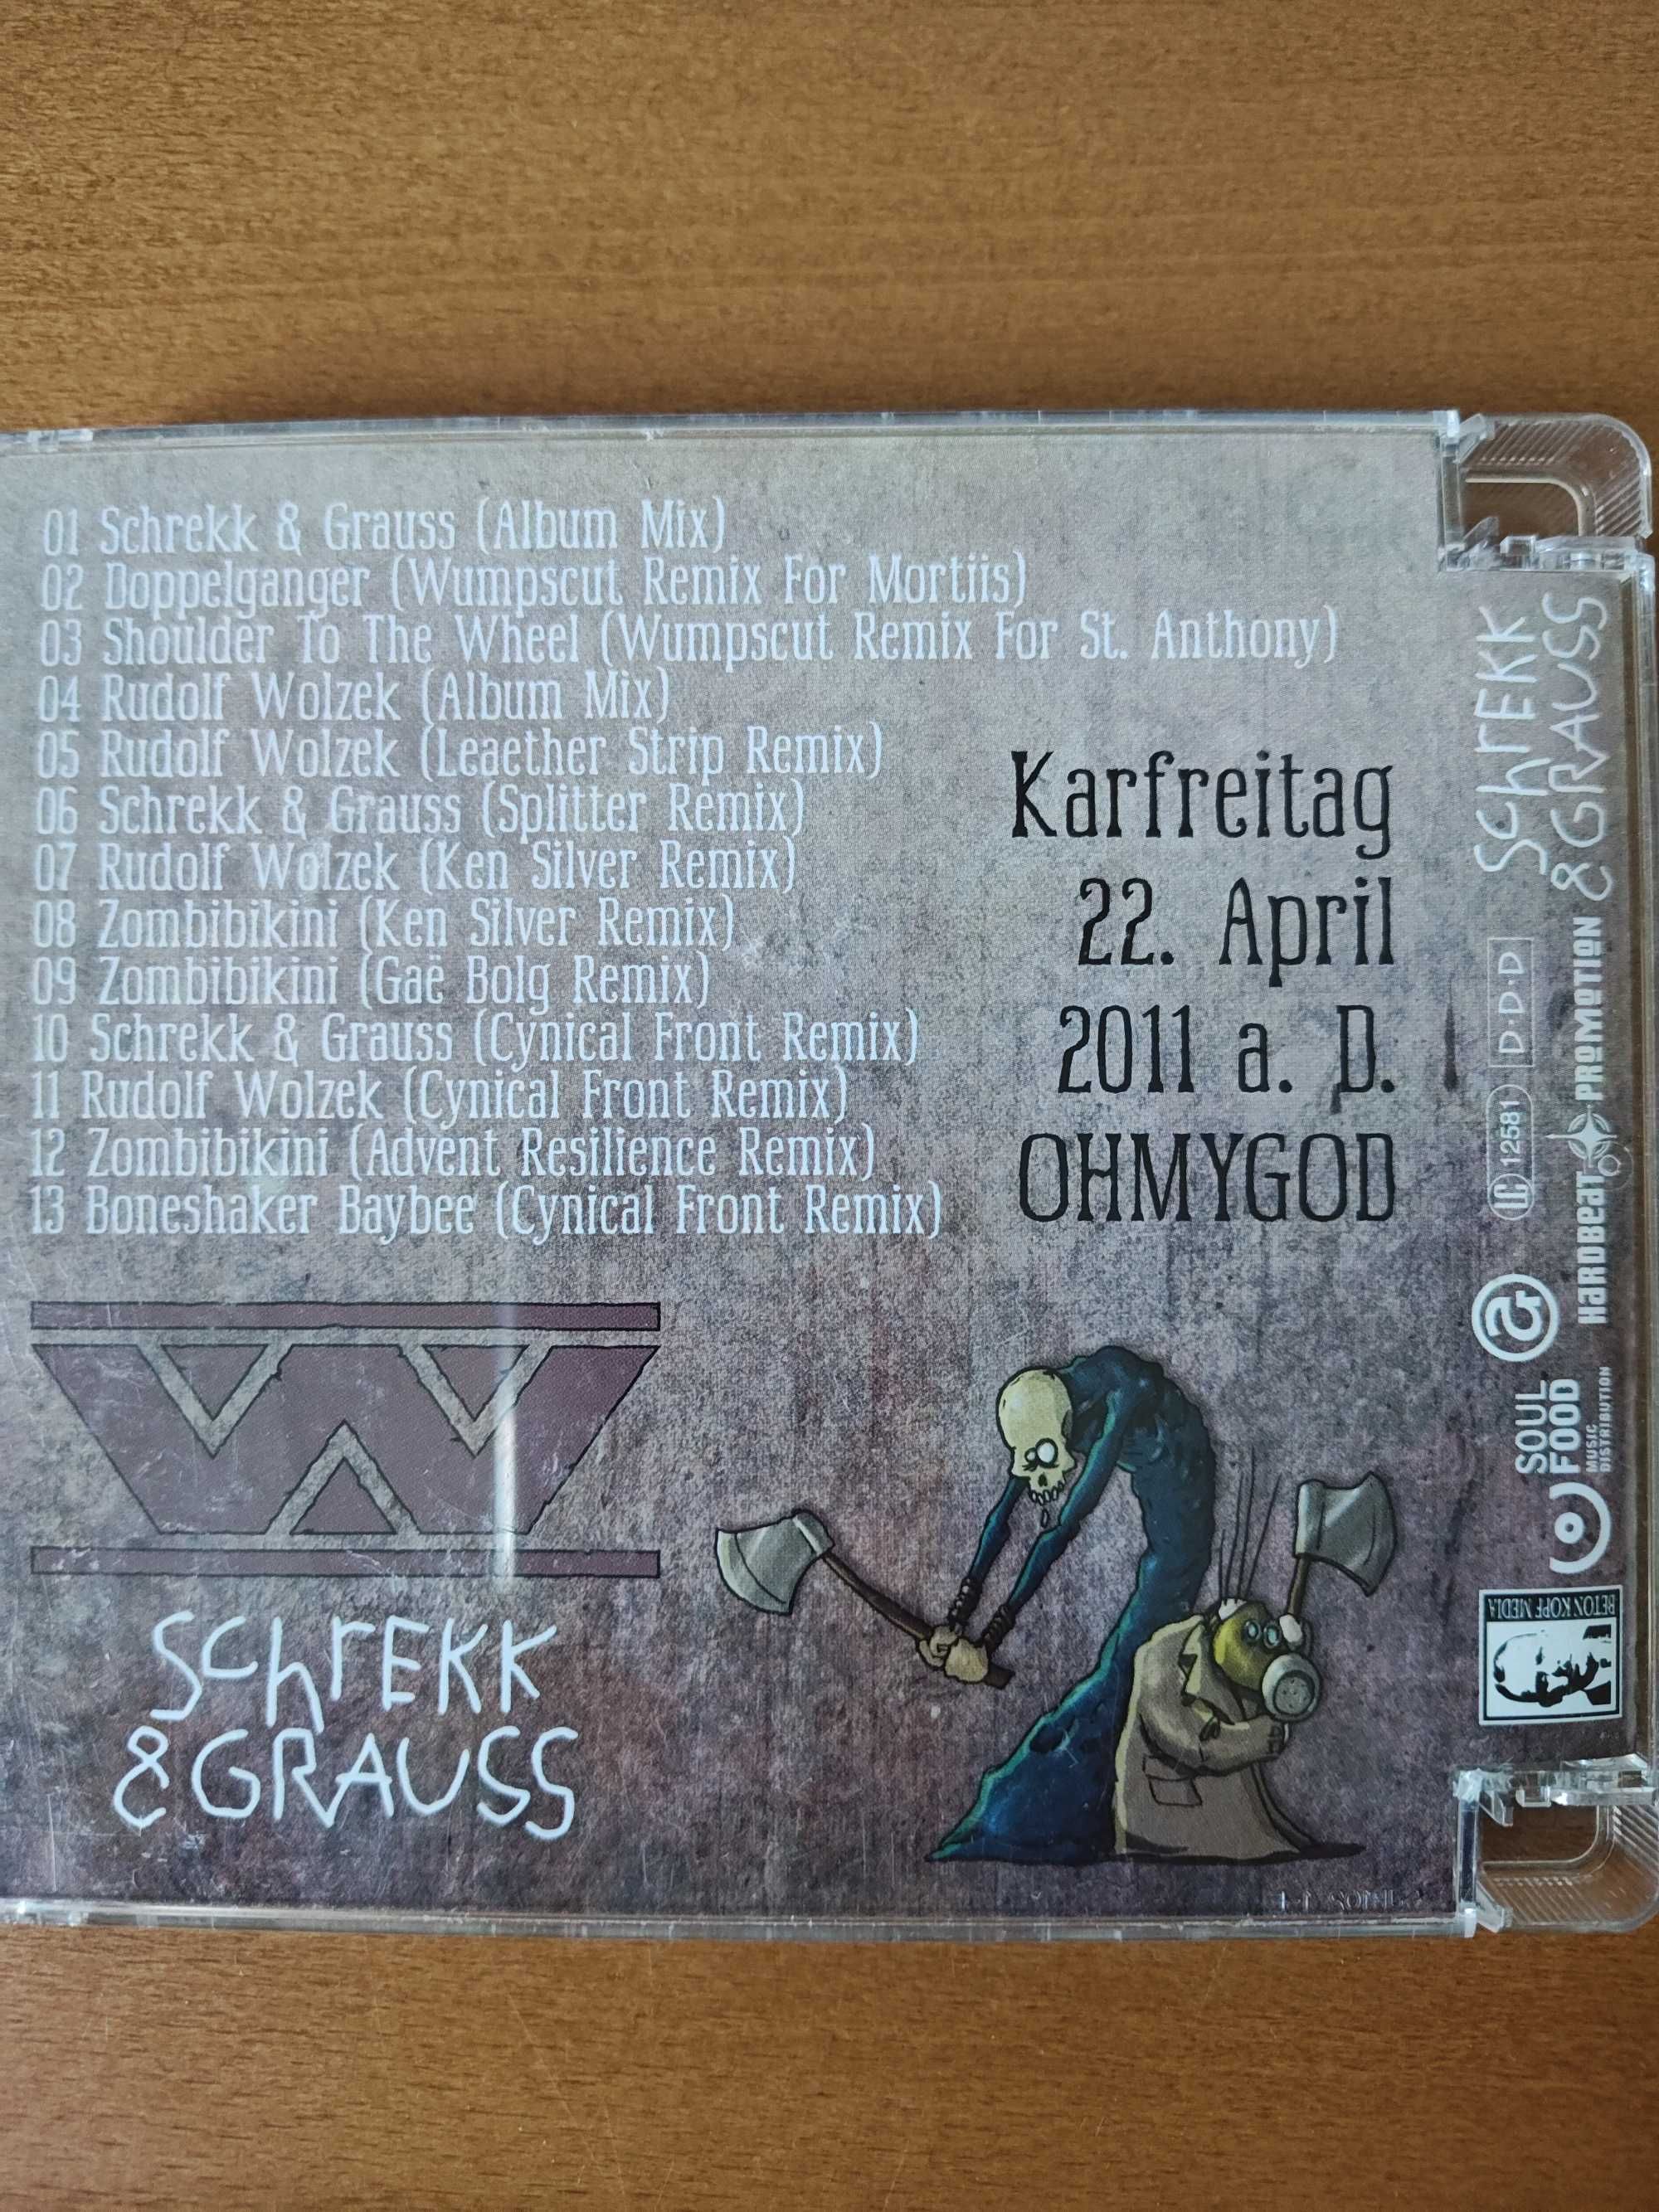 01 Schrekk & Grauss (Album Mix)
02 Doppelganger (Wumpscut Remix For Mortiis)
03 Shoulder To The Wheel (Wumpscut Remix For St. Anthony)
04 Rudolf Wolzek (Album Mix)
05 Rudolf Wolzek (Leaether Strip Remix)
06 Schrekk & Grauss (Splitter Remix)
07 Rudolf Wolzek (Ken Silver Remix)
08 Zombibikini (Ken Silver Remix)
09 Zombibikini (Gaë Bolg Remix)
10 Schrekk & Grauss (Cynical Front Remix)
11 Rudolf Wolzek (Cynical Front Remix)
12 Zombibikini (Advent Resilience Remix)
13 Boneshaker Baybee (Cynical Front Remix)
Karfreitag
22. April
2011 a. D.
OHMYGOD
W
SchrEKK
& GRAUSS
SchrEKK
& GRAUSS
D·D·D
LC 12581
HARDBEAT PROMOTION
a
SOUL
FOOD
MUSIC
DISTRIBUTION
BETON KOPF MEDIA